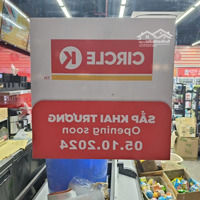 CIRCLE K
SẮP KHAI TRƯƠNG
Opening soon
05.10.2024